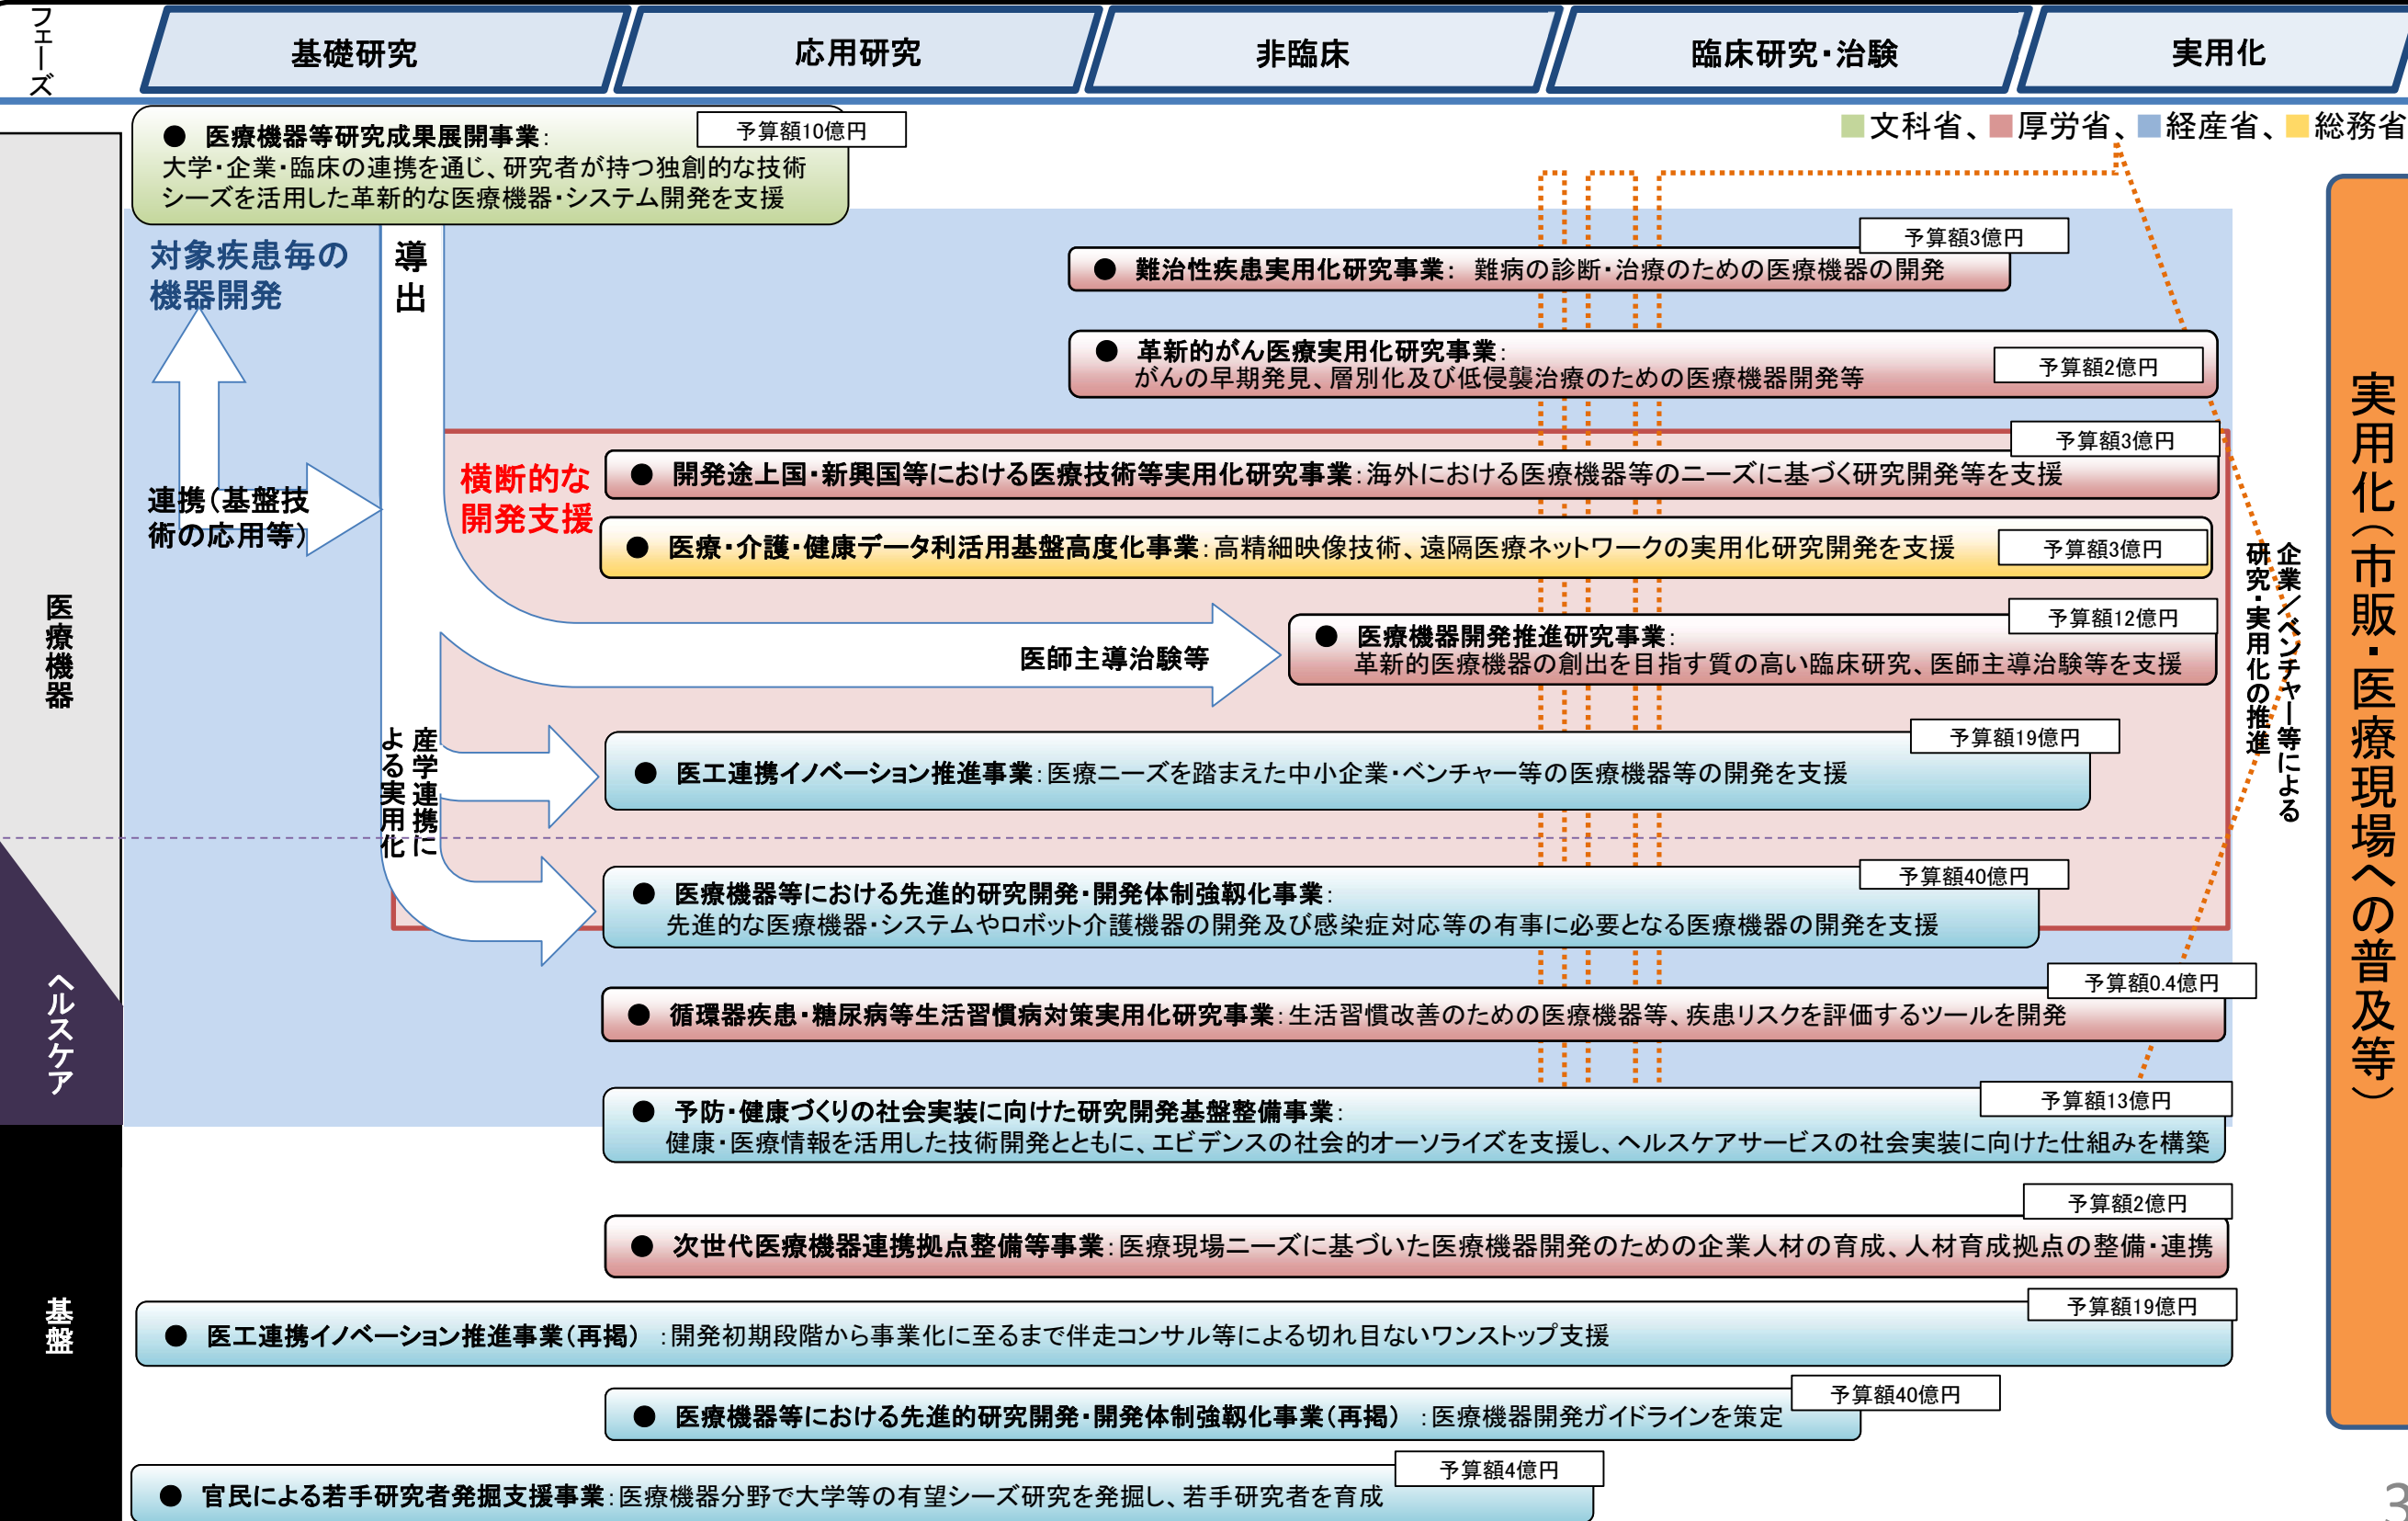 フェーズ
基礎研究
応用研究
非臨床
臨床研究・治験
実用化
文科省、厚労省、経産省、総務省
● 医療機器等研究成果展開事業：
予算額10億円
大学・企業・臨床の連携を通じ、研究者が持つ独創的な技術
シーズを活用した革新的な医療機器・システム開発を支援
対象疾患毎の
機器開発
導出
予算額3億円
● 難治性疾患実用化研究事業： 難病の診断・治療のための医療機器の開発
● 革新的がん医療実用化研究事業：
がんの早期発見、層別化及び低侵襲治療のための医療機器開発等
予算額2億円
連携（基盤技
術の応用等）
横断的な
開発支援
予算額3億円
● 開発途上国・新興国等における医療技術等実用化研究事業：海外における医療機器等のニーズに基づく研究開発等を支援
● 医療・介護・健康データ利活用基盤高度化事業：高精細映像技術、遠隔医療ネットワークの実用化研究開発を支援
予算額3億円
医師主導治験等
予算額12億円
● 医療機器開発推進研究事業：
革新的医療機器の創出を目指す質の高い臨床研究、医師主導治験等を支援
企業／ベンチャー等による
研究・実用化の推進
産学連携に
よる実用化
予算額19億円
● 医工連携イノベーション推進事業：医療ニーズを踏まえた中小企業・ベンチャー等の医療機器等の開発を支援
予算額40億円
● 医療機器等における先進的研究開発・開発体制強靱化事業：
先進的な医療機器・システムやロボット介護機器の開発及び感染症対応等の有事に必要となる医療機器の開発を支援
予算額0.4億円
● 循環器疾患・糖尿病等生活習慣病対策実用化研究事業：生活習慣改善のための医療機器等、疾患リスクを評価するツールを開発
予算額13億円
● 予防・健康づくりの社会実装に向けた研究開発基盤整備事業：
健康・医療情報を活用した技術開発とともに、エビデンスの社会的オーソライズを支援し、ヘルスケアサービスの社会実装に向けた仕組みを構築
予算額2億円
● 次世代医療機器連携拠点整備等事業：医療現場ニーズに基づいた医療機器開発のための企業人材の育成、人材育成拠点の整備・連携
予算額19億円
● 医工連携イノベーション推進事業（再掲） ：開発初期段階から事業化に至るまで伴走コンサル等による切れ目ないワンストップ支援
予算額40億円
● 医療機器等における先進的研究開発・開発体制強靱化事業（再掲） ：医療機器開発ガイドラインを策定
予算額4億円
● 官民による若手研究者発掘支援事業：医療機器分野で大学等の有望シーズ研究を発掘し、若手研究者を育成
医療機器
ヘルスケア
基盤
実用化（市販・医療現場への普及等）
3